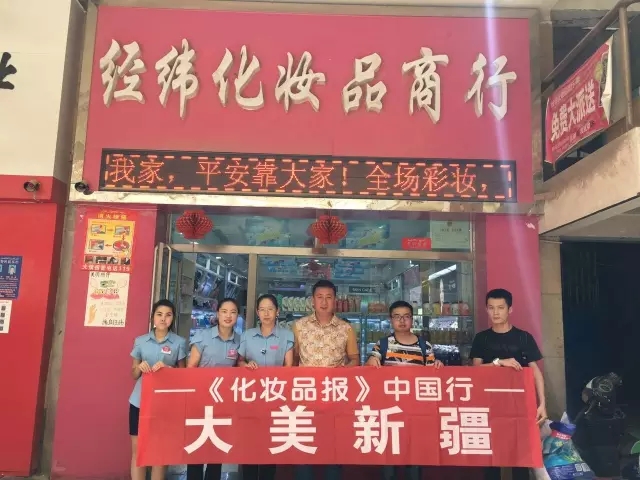 经纬化妆品商行
我家，平安靠大家！全场彩妆，
免费大派送
—《化妆品报》中国行—
大美新疆